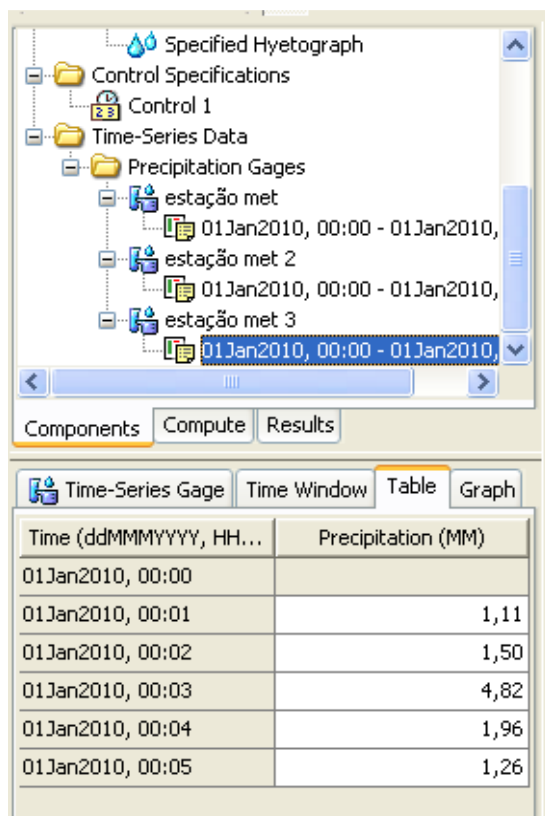 Specified Hyetograph
Control Specifications
Control 1
Time-Series Data
Precipitation Gages
estação met
01Jan2010, 00:00 - 01Jan2010,
estação met 2
01Jan2010, 00:00 - 01Jan2010,
estação met 3
01Jan2010, 00:00 - 01Jan2010,
Components Compute Results
Time-Series Gage Time Window Table Graph
Time (ddMMMYYYY, HH... Precipitation (MM)
01Jan2010, 00:00
01Jan2010, 00:01 1,11
01Jan2010, 00:02 1,50
01Jan2010, 00:03 4,82
01Jan2010, 00:04 1,96
01Jan2010, 00:05 1,26